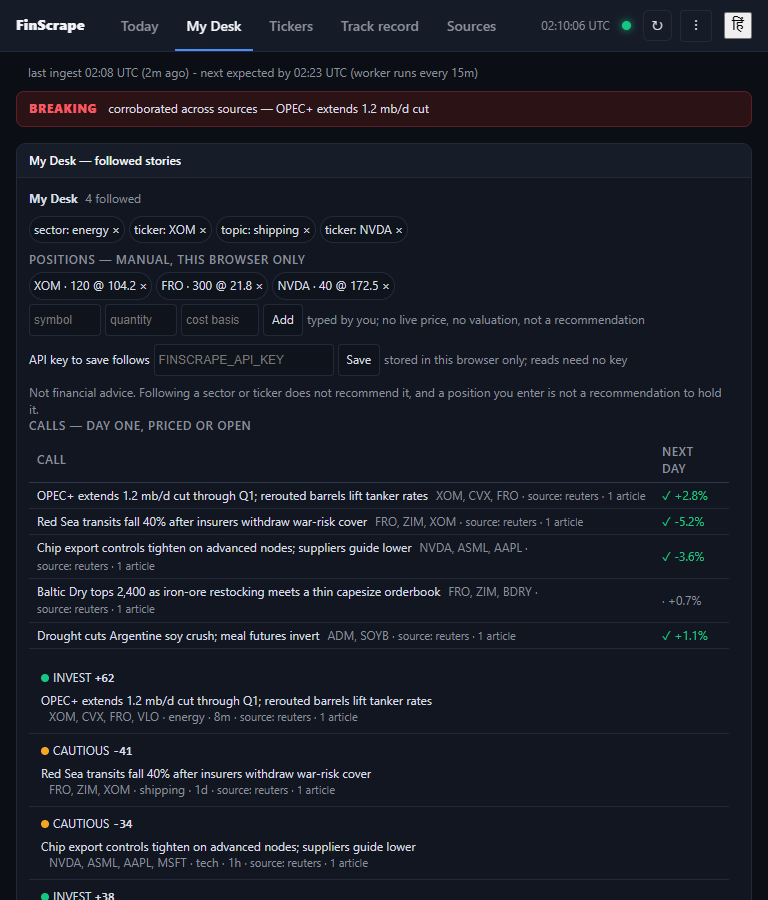 FinScrape Today My Desk Tickers Track record Sources 02:10:06 UTC ↻ ⋮ हिं
last ingest 02:08 UTC (2m ago) - next expected by 02:23 UTC (worker runs every 15m)
BREAKING corroborated across sources — OPEC+ extends 1.2 mb/d cut
My Desk — followed stories
My Desk 4 followed
sector: energy × ticker: XOM × topic: shipping × ticker: NVDA ×
POSITIONS — MANUAL, THIS BROWSER ONLY
XOM · 120 @ 104.2 × FRO · 300 @ 21.8 × NVDA · 40 @ 172.5 ×
symbol quantity cost basis Add typed by you; no live price, no valuation, not a recommendation
API key to save follows FINSCRAPE_API_KEY Save stored in this browser only; reads need no key
Not financial advice. Following a sector or ticker does not recommend it, and a position you enter is not a recommendation to hold
it.
CALLS — DAY ONE, PRICED OR OPEN
CALL NEXT
DAY
OPEC+ extends 1.2 mb/d cut through Q1; rerouted barrels lift tanker rates XOM, CVX, FRO · source: reuters · 1 article ✓ +2.8%
Red Sea transits fall 40% after insurers withdraw war-risk cover FRO, ZIM, XOM · source: reuters · 1 article ✓ -5.2%
Chip export controls tighten on advanced nodes; suppliers guide lower NVDA, ASML, AAPL ·
source: reuters · 1 article ✓ -3.6%
Baltic Dry tops 2,400 as iron-ore restocking meets a thin capesize orderbook FRO, ZIM, BDRY ·
source: reuters · 1 article · +0.7%
Drought cuts Argentine soy crush; meal futures invert ADM, SOYB · source: reuters · 1 article ✓ +1.1%
INVEST +62
OPEC+ extends 1.2 mb/d cut through Q1; rerouted barrels lift tanker rates
XOM, CVX, FRO, VLO · energy · 8m · source: reuters · 1 article
CAUTIOUS -41
Red Sea transits fall 40% after insurers withdraw war-risk cover
FRO, ZIM, XOM · shipping · 1d · source: reuters · 1 article
CAUTIOUS -34
Chip export controls tighten on advanced nodes; suppliers guide lower
NVDA, ASML, AAPL, MSFT · tech · 1h · source: reuters · 1 article
INVEST +38